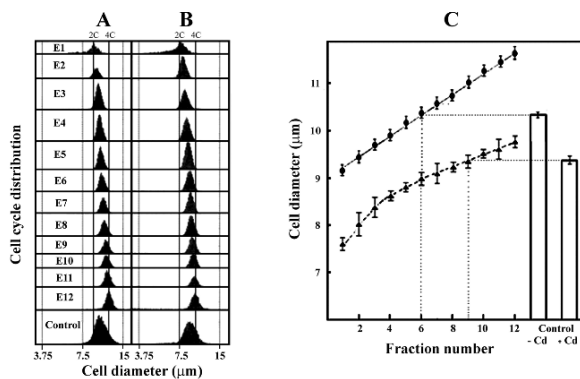 A B C
2C 4C 2C 4C
Cell cycle distribution
E1
E2
E3
E4
E5
E6
E7
E8
E9
E10
E11
E12
Control
3.75 7.5 15 3.75 7.5 15
Cell diameter (μm)
Cell diameter (μm)
11
10
9
8
7
6
2 4 6 8 10 12
Control
- Cd + Cd
Fraction number